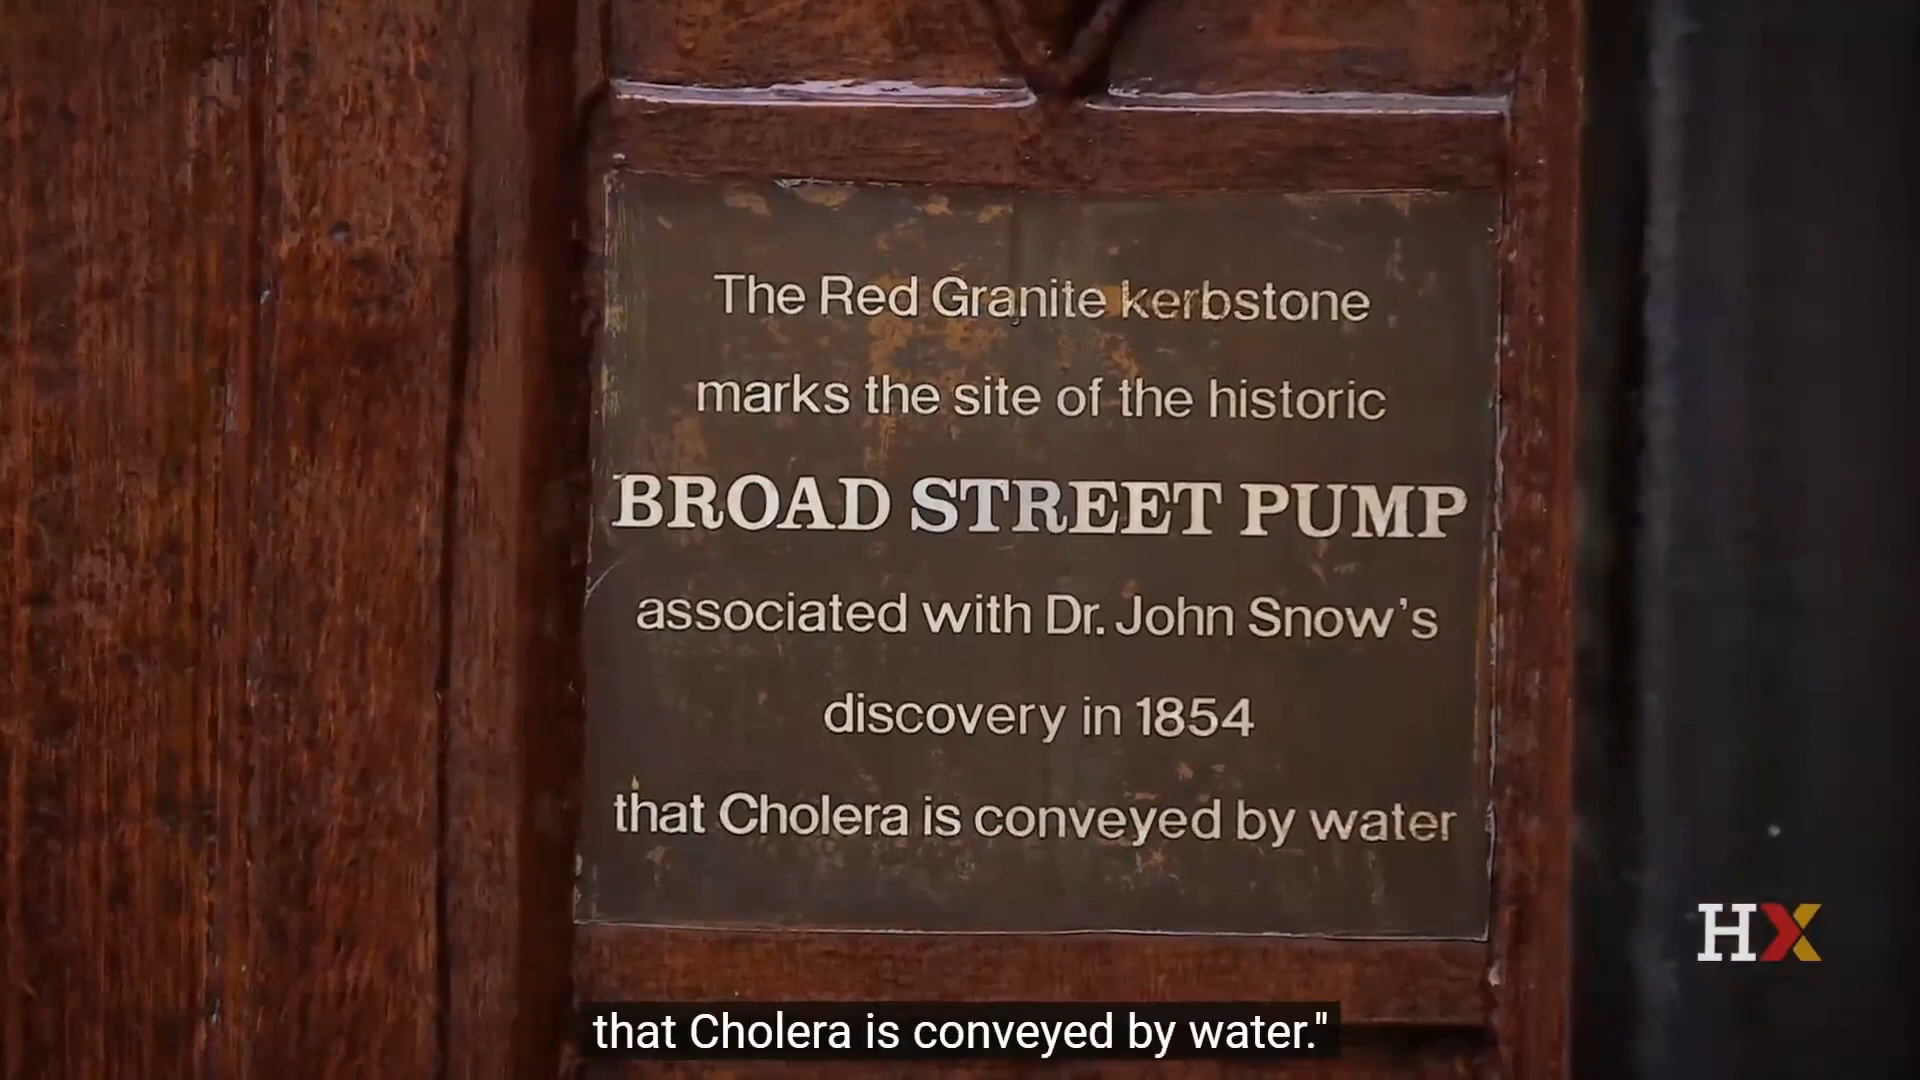 The Red Granite kerbstone
marks the site of the historic
BROAD STREET PUMP
associated with Dr. John Snow's
discovery in 1854
that Cholera is conveyed by water
HX
that Cholera is conveyed by water."